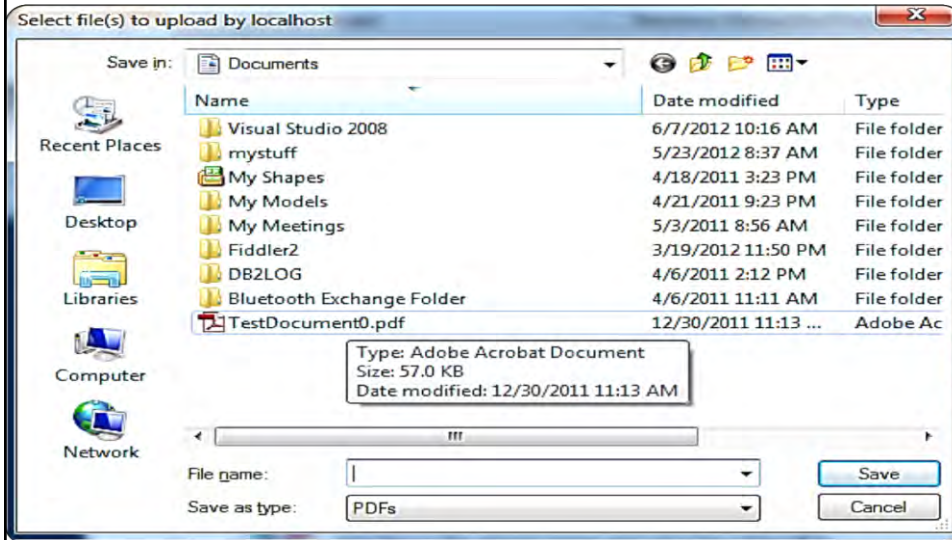 Select file(s) to upload by localhost
Save in: Documents
Name Date modified Type
Recent Places
Visual Studio 2008 6/7/2012 10:16 AM File folder
mystuff 5/23/2012 8:37 AM File folder
My Shapes 4/18/2011 3:23 PM File folder
My Models 4/21/2011 9:23 PM File folder
Desktop
My Meetings 5/3/2011 8:56 AM File folder
Fiddler2 3/19/2012 11:50 PM File folder
DB2LOG 4/6/2011 2:12 PM File folder
Libraries
Bluetooth Exchange Folder 4/6/2011 11:11 AM File folder
TestDocument0.pdf 12/30/2011 11:13 ... Adobe Ac
Type: Adobe Acrobat Document
Size: 57.0 KB
Date modified: 12/30/2011 11:13 AM
Computer
Network
File name: Save
Save as type: PDFs Cancel